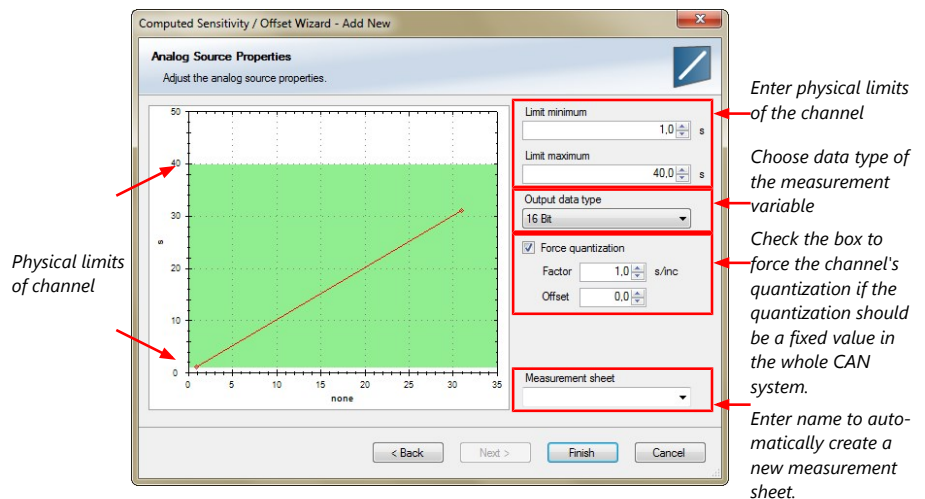 Computed Sensitivity / Offset Wizard - Add New
Analog Source Properties
Adjust the analog source properties.
50
40
30
20
10
0
s
0 5 10 15 20 25 30 35
none
Limit minimum
1,0 s
Limit maximum
40,0 s
Output data type
16 Bit
Force quantization
Factor 1,0 s/inc
Offset 0,0
Measurement sheet
< Back Next > Finish Cancel
Physical limits
of channel
Enter physical limits
of the channel
Choose data type of
the measurement
variable
Check the box to
force the channel's
quantization if the
quantization should
be a fixed value in
the whole CAN
system.
Enter name to auto-
matically create a
new measurement
sheet.